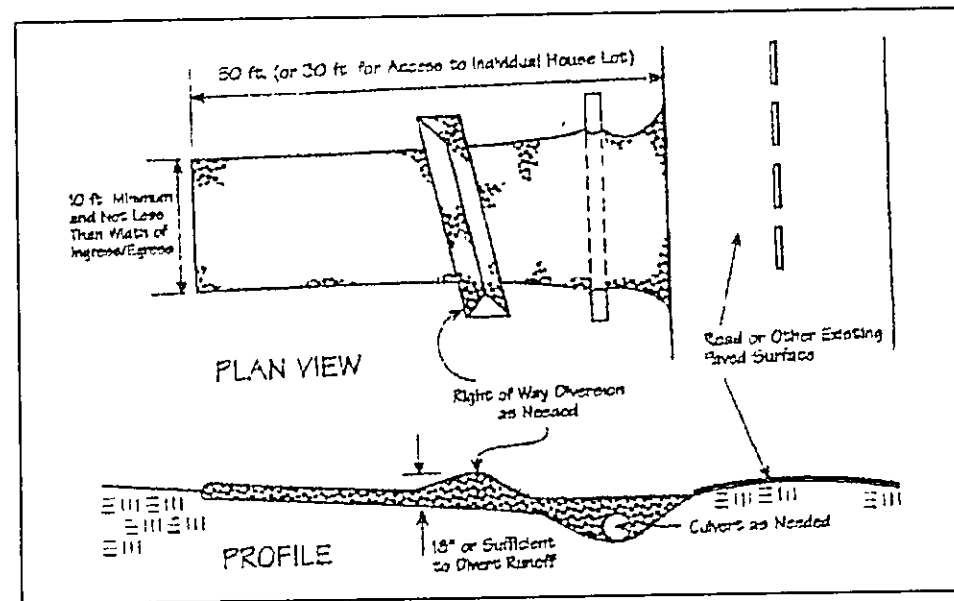 50 ft. (or 30 ft. for Access to Individual House Lot)
10 ft. Minimum
and Not Less
Than Width of
Ingress/Egress
PLAN VIEW
Road or Other Existing
Paved Surface
Right of Way Diversion
as Needed
Culvert as Needed
18" or Sufficient
to Divert Runoff
PROFILE